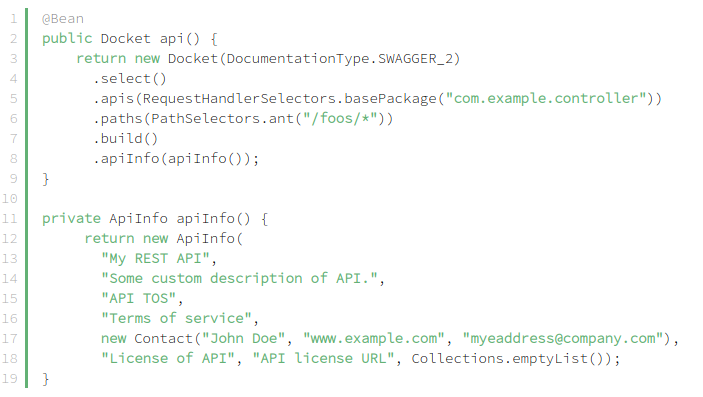 1 @Bean
2 public Docket api() {
3     return new Docket(DocumentationType.SWAGGER_2)
4       .select()
5       .apis(RequestHandlerSelectors.basePackage("com.example.controller"))
6       .paths(PathSelectors.ant("/foos/*"))
7       .build()
8       .apiInfo(apiInfo());
9 }
10
11 private ApiInfo apiInfo() {
12      return new ApiInfo(
13        "My REST API",
14        "Some custom description of API.",
15        "API TOS",
16        "Terms of service",
17        new Contact("John Doe", "www.example.com", "myeaddress@company.com"),
18        "License of API", "API license URL", Collections.emptyList());
19 }